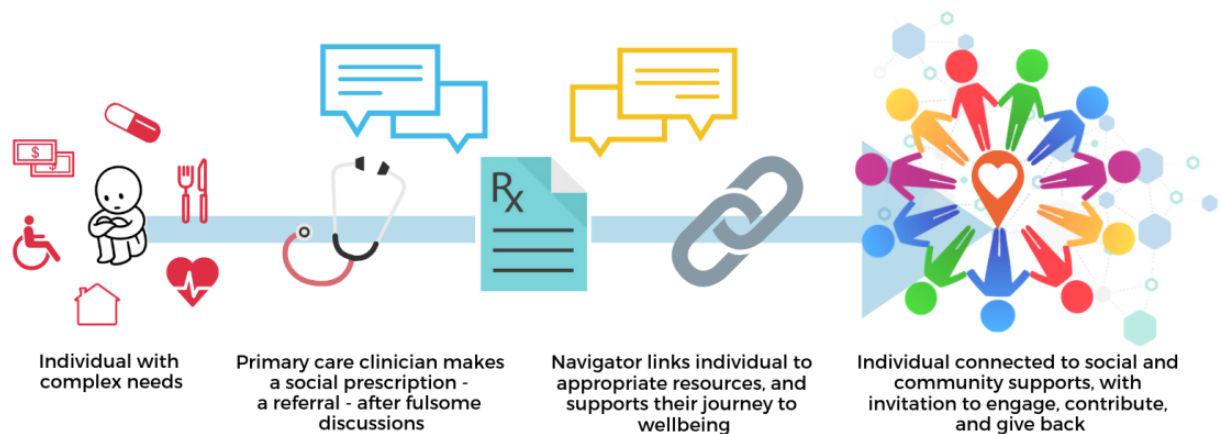 $
$
Rx
Individual with
complex needs
Primary care clinician makes
a social prescription -
a referral - after fulsome
discussions
Navigator links individual to
appropriate resources, and
supports their journey to
wellbeing
Individual connected to social and
community supports, with
invitation to engage, contribute,
and give back